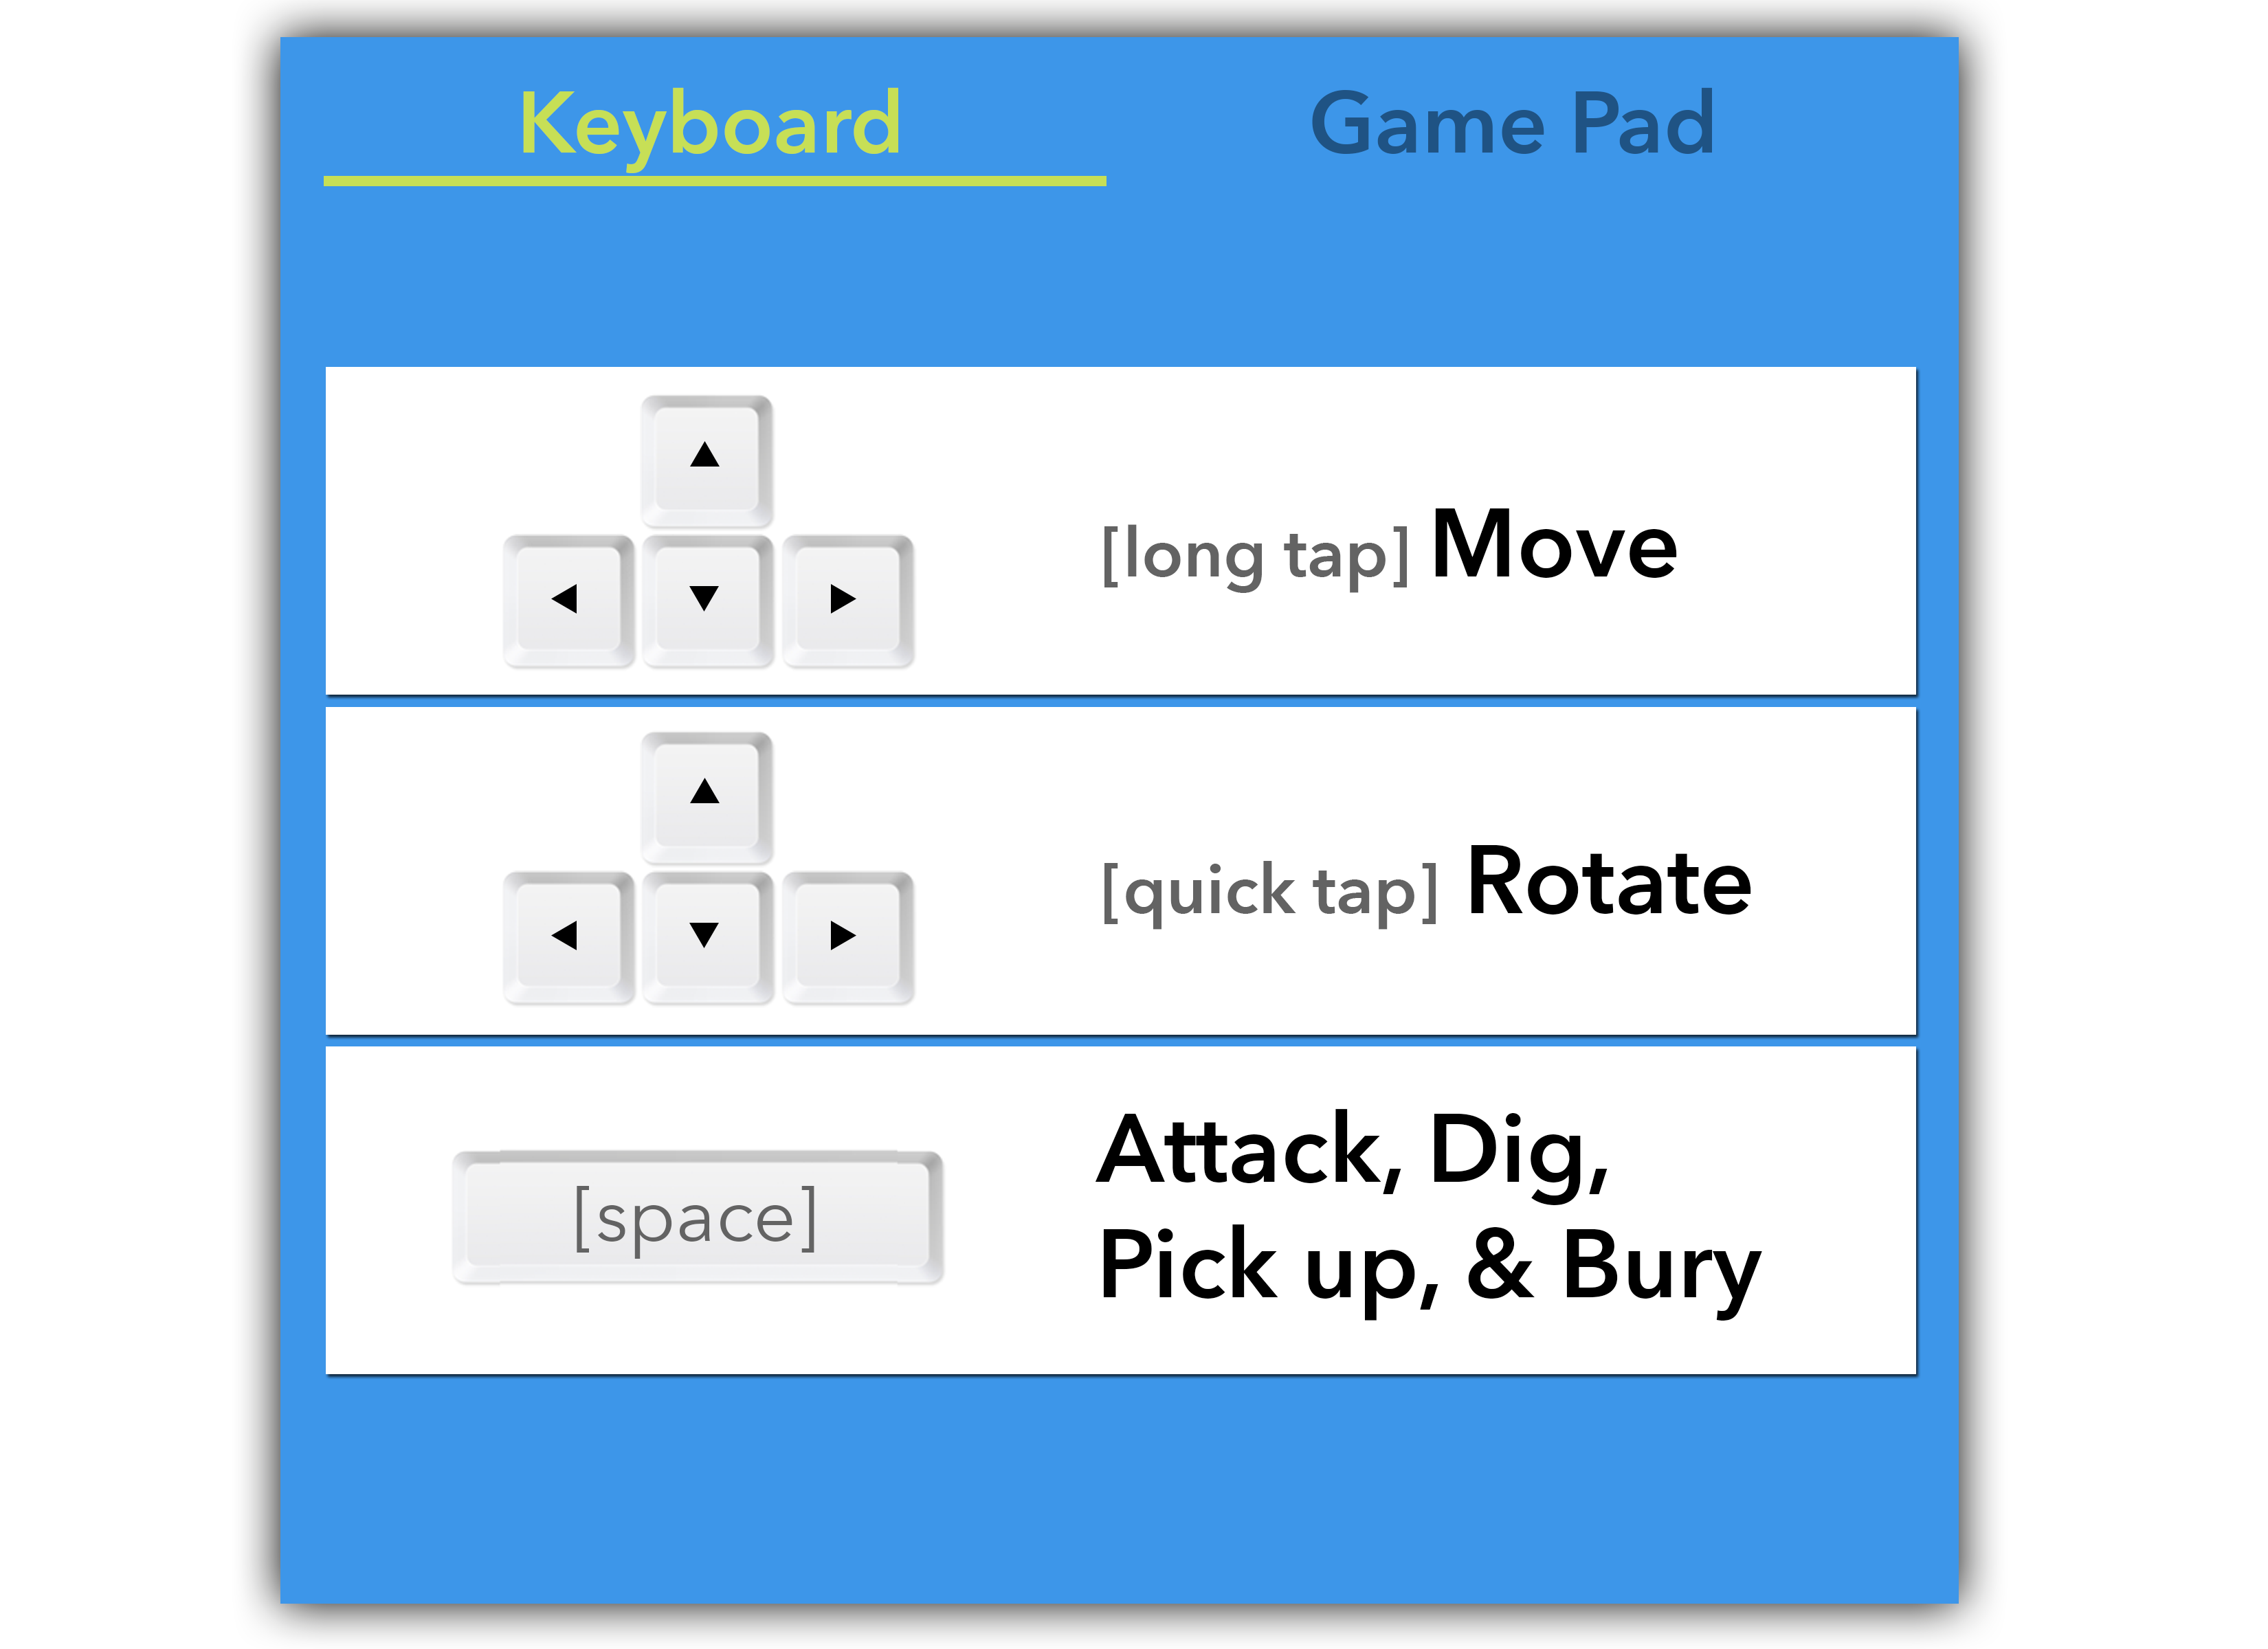 Keyboard
Game Pad
[long tap] Move
[quick tap] Rotate
[space]
Attack, Dig,
Pick up, & Bury